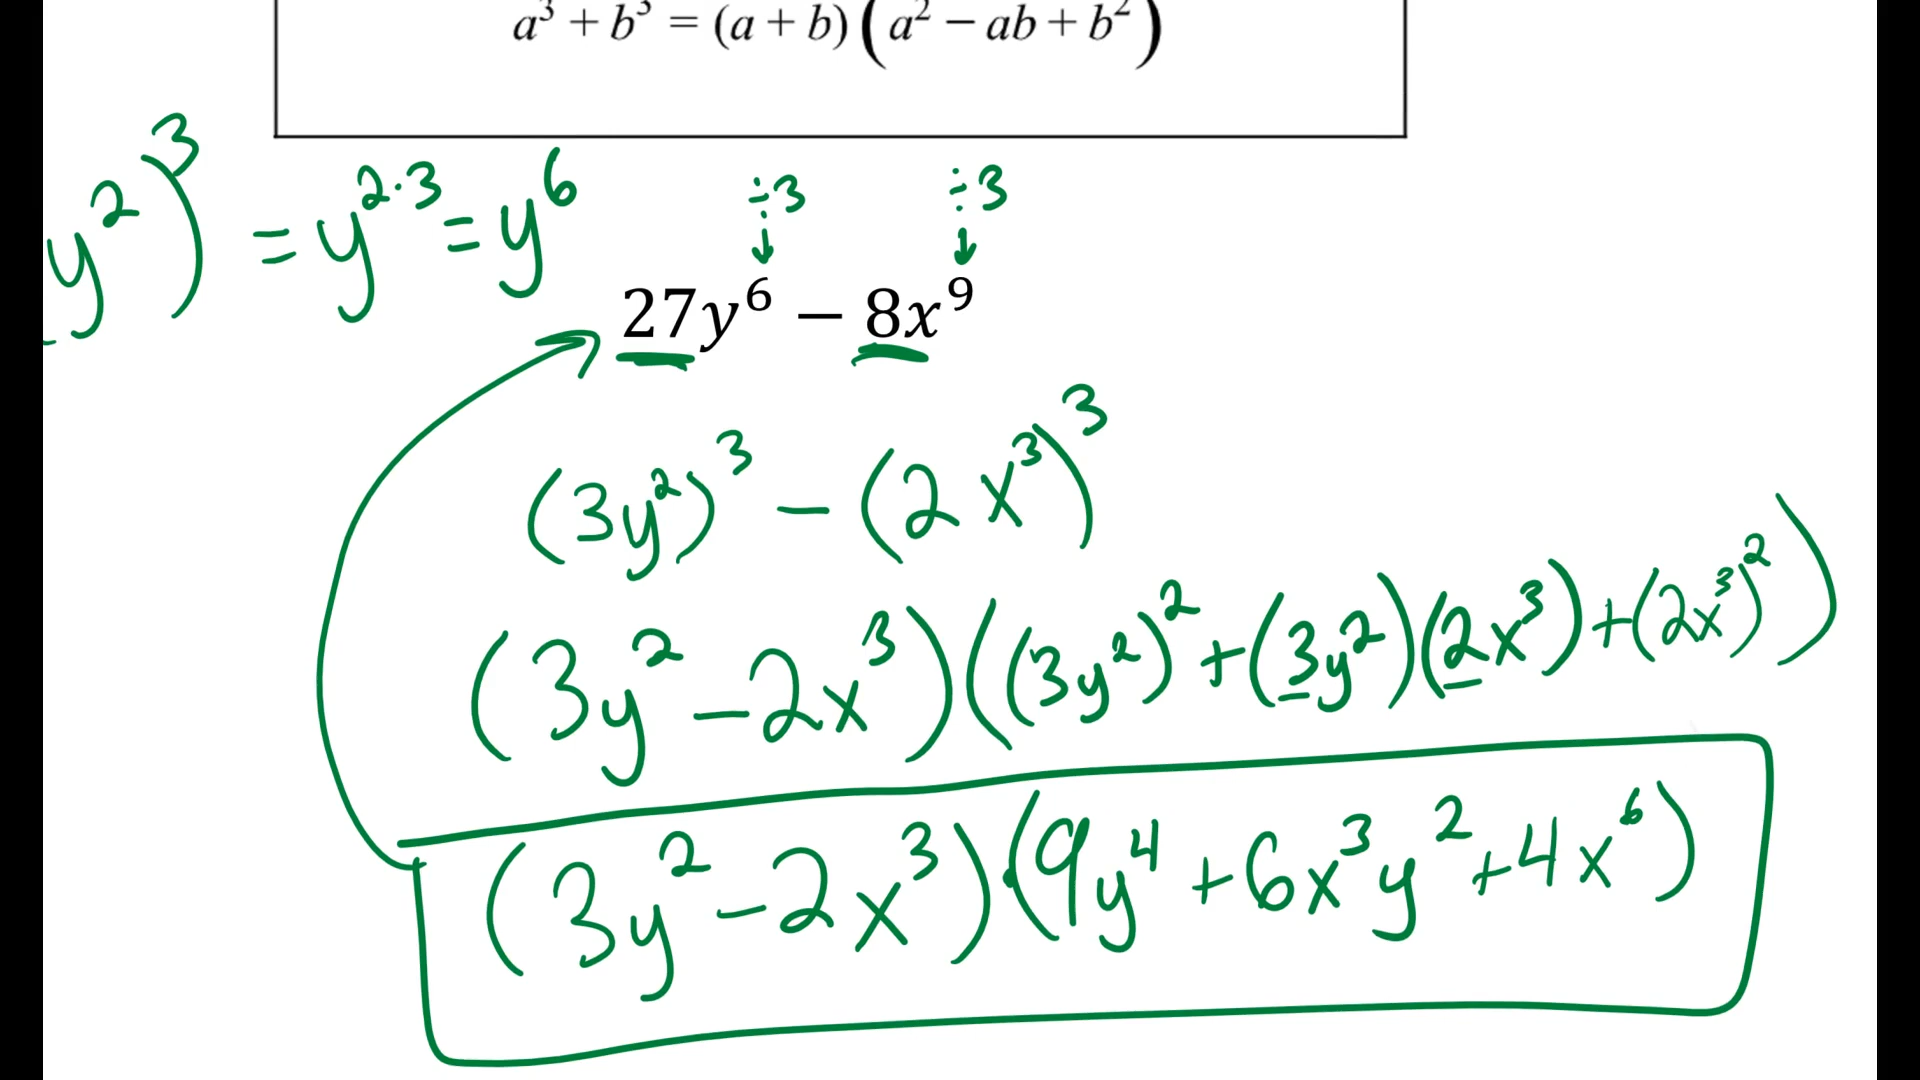 a³ + b³ = (a + b)(a² − ab + b²)
y²)³ = y²·³ = y⁶
÷3 ÷3
27y⁶ − 8x⁹
(3y²)³ − (2x³)³
(3y² − 2x³)((3y²)² + (3y²)(2x³) + (2x³)²)
(3y² − 2x³)(9y⁴ + 6x³y² + 4x⁶)